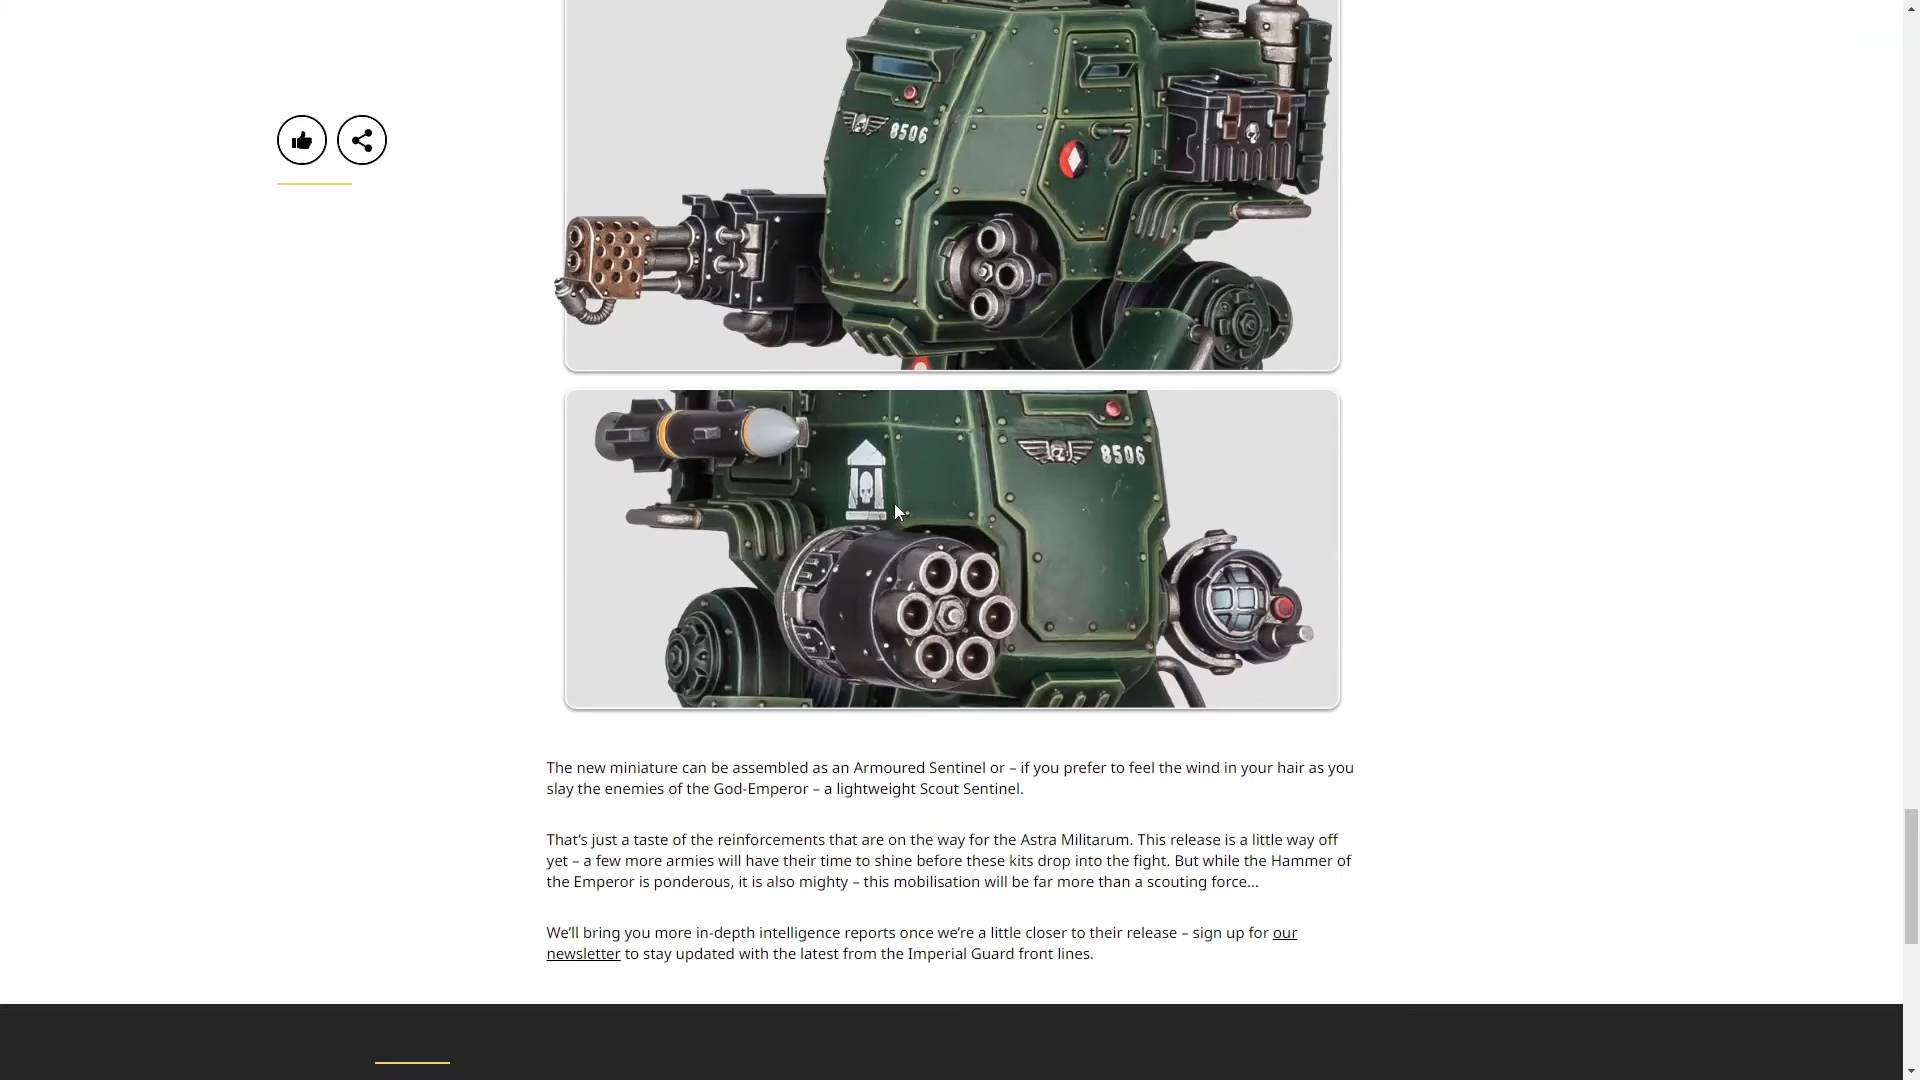 8506
8506
The new miniature can be assembled as an Armoured Sentinel or – if you prefer to feel the wind in your hair as you
slay the enemies of the God-Emperor – a lightweight Scout Sentinel.
That’s just a taste of the reinforcements that are on the way for the Astra Militarum. This release is a little way off
yet – a few more armies will have their time to shine before these kits drop into the fight. But while the Hammer of
the Emperor is ponderous, it is also mighty – this mobilisation will be far more than a scouting force…
We’ll bring you more in-depth intelligence reports once we’re a little closer to their release – sign up for our
newsletter to stay updated with the latest from the Imperial Guard front lines.